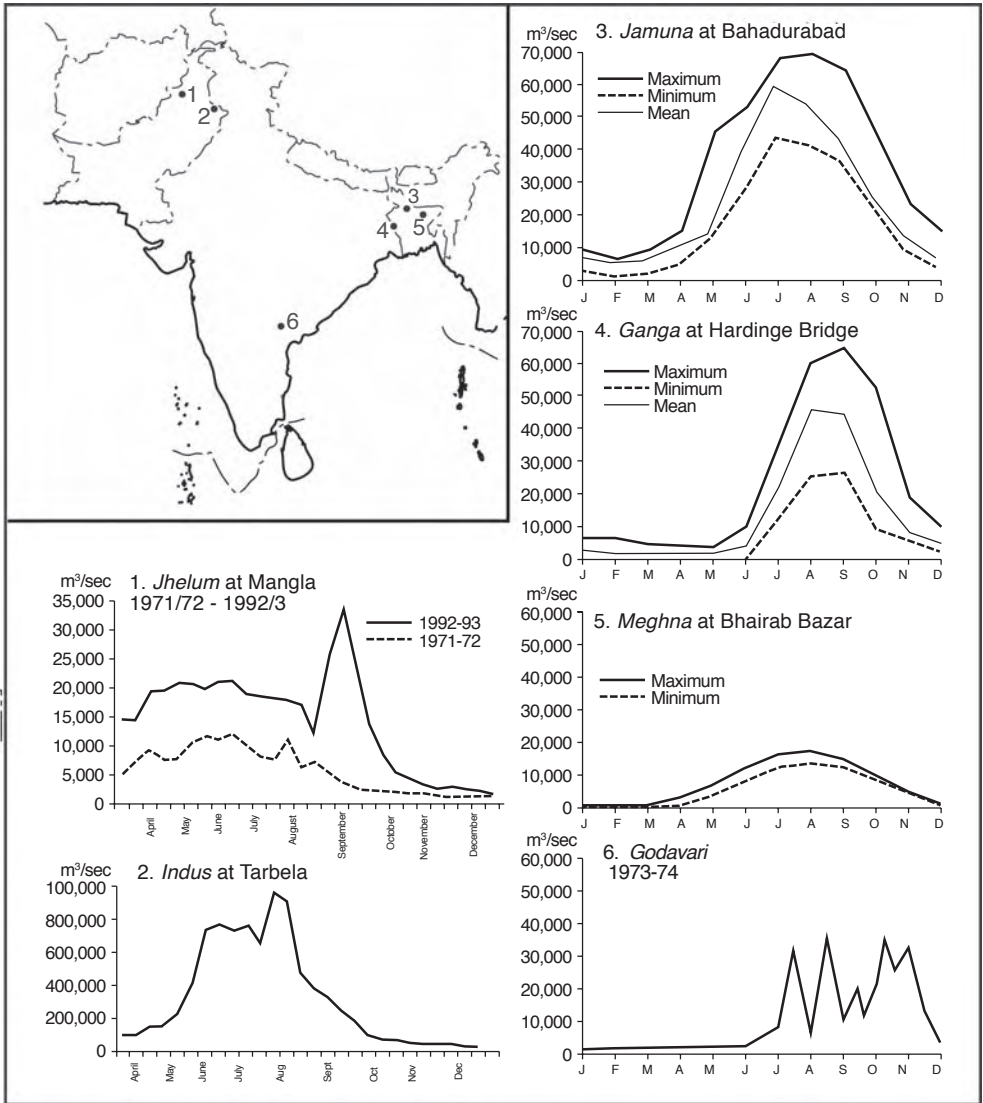 1
2
3
4
5
6
3. Jamuna at Bahadurabad
m³/sec
70,000
60,000
50,000
40,000
30,000
20,000
10,000
0
Maximum
Minimum
Mean
J F M A M J J A S O N D
4. Ganga at Hardinge Bridge
m³/sec
70,000
60,000
50,000
40,000
30,000
20,000
10,000
0
Maximum
Minimum
Mean
J F M A M J J A S O N D
1. Jhelum at Mangla
1971/72 - 1992/3
m³/sec
35,000
30,000
25,000
20,000
15,000
10,000
5,000
0
1992-93
1971-72
April May June July August September October November December
2. Indus at Tarbela
m³/sec
100,000
800,000
600,000
400,000
200,000
0
April May June July Aug Sept Oct Nov Dec
5. Meghna at Bhairab Bazar
m³/sec
60,000
50,000
40,000
30,000
20,000
10,000
0
Maximum
Minimum
J F M A M J J A S O N D
6. Godavari
1973-74
m³/sec
60,000
50,000
40,000
30,000
20,000
10,000
0
J F M A M J J A S O N D